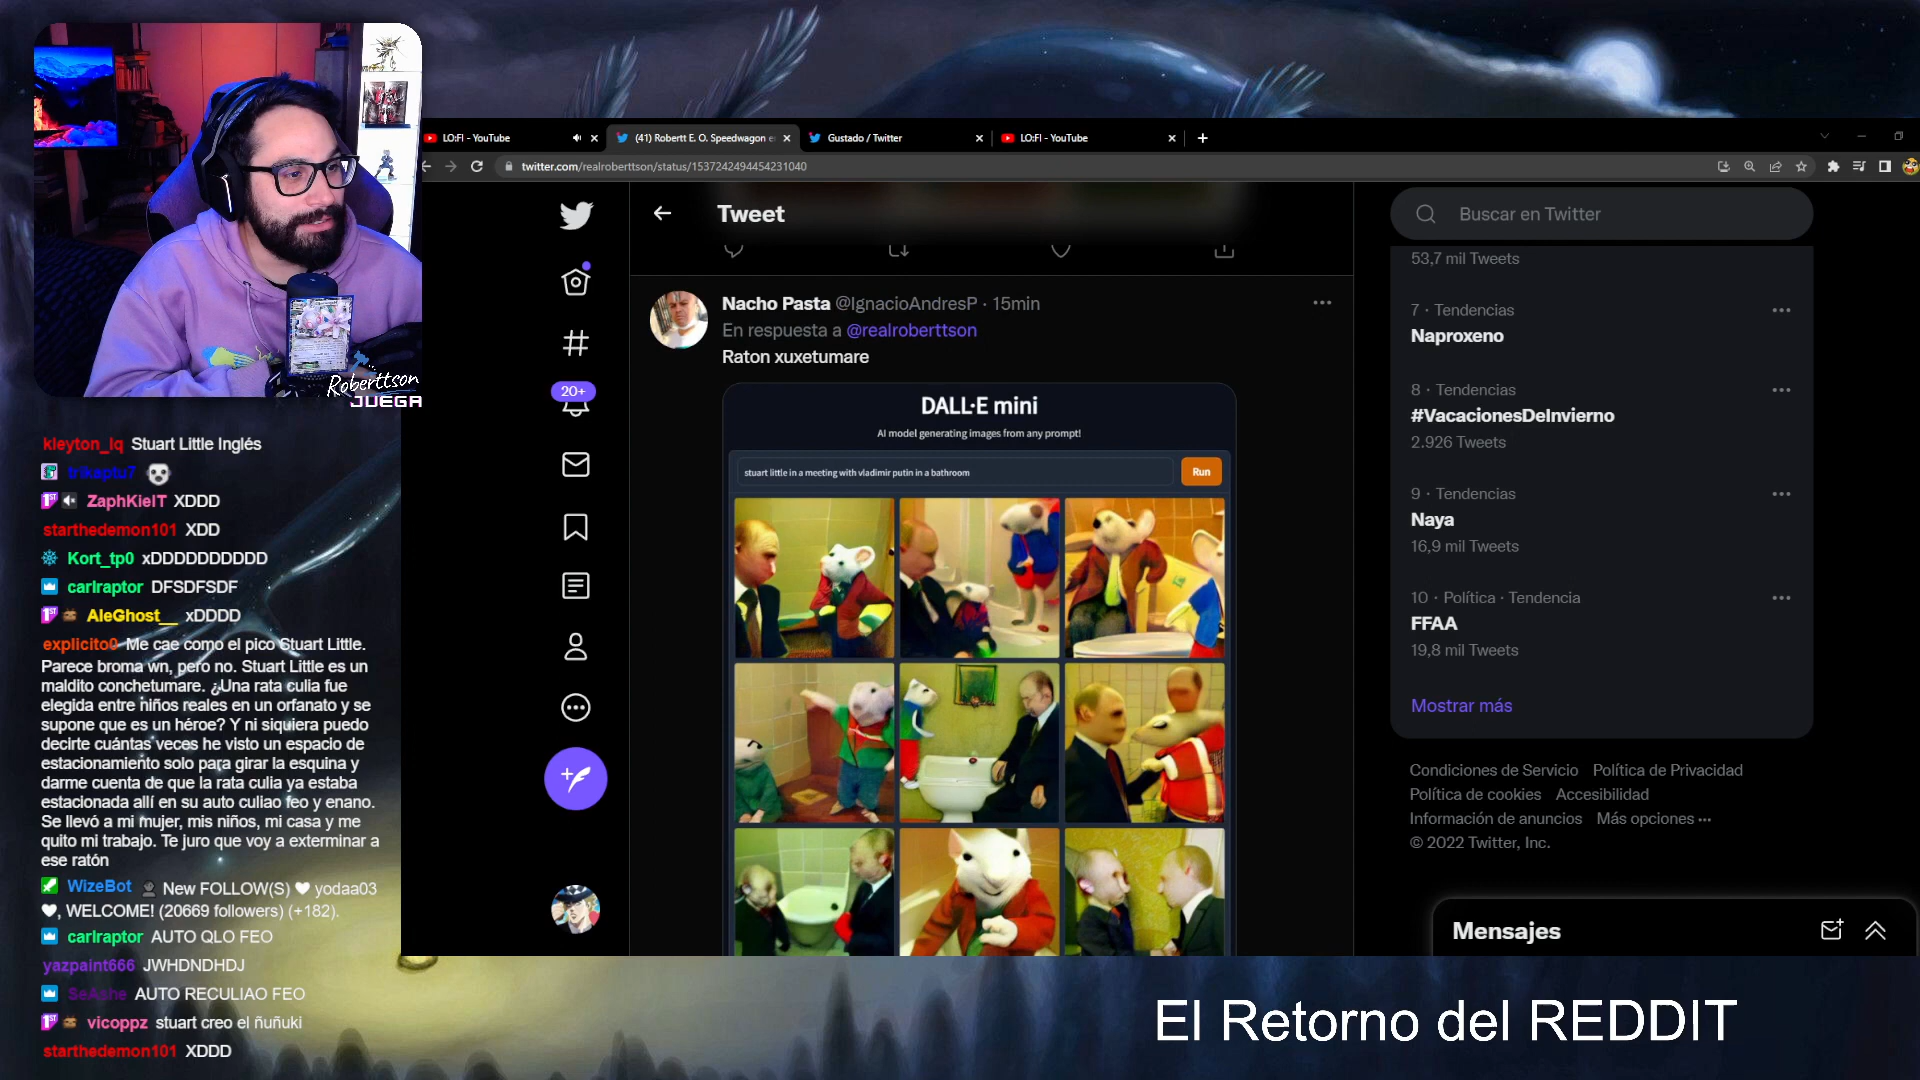 Roberttson
JUEGA
kleyton_lq Stuart Little Inglés
trikaptu7
ZaphKieIT XDDD
starthedemon101 XDD
Kort_tp0 xDDDDDDDDDD
carlraptor DFSDFSDF
AleGhost__ xDDDD
explicito0 Me cae como el pico Stuart Little.
Parece broma wn, pero no. Stuart Little es un
maldito conchetumare. ¿Una rata culia fue
elegida entre niños reales en un orfanato y se
supone que es un héroe? Y ni siquiera puedo
decirte cuántas veces he visto un espacio de
estacionamiento solo para girar la esquina y
darme cuenta de que la rata culia ya estaba
estacionada allí en su auto culiao feo y enano.
Se llevó a mi mujer, mis niños, mi casa y me
quito mi trabajo. Te juro que voy a exterminar a
ese ratón
WizeBot New FOLLOW(S) ♥ yodaa03
♥, WELCOME! (20669 followers) (+182).
carlraptor AUTO QLO FEO
yazpaint666 JWHDNDHDJ
SeAshe AUTO RECULIAO FEO
vicoppz stuart creo el ñuñuki
starthedemon101 XDDD
LO:FI - YouTube
(41) Robertt E. O. Speedwagon e
Gustado / Twitter
LO:FI - YouTube
twitter.com/realroberttson/status/1537242494454231040
20+
Tweet
Nacho Pasta @IgnacioAndresP · 15min
En respuesta a @realroberttson
Raton xuxetumare
DALL·E mini
AI model generating images from any prompt!
stuart little in a meeting with vladimir putin in a bathroom
Run
Buscar en Twitter
53,7 mil Tweets
7 · Tendencias
Naproxeno
8 · Tendencias
#VacacionesDeInvierno
2.926 Tweets
9 · Tendencias
Naya
16,9 mil Tweets
10 · Política · Tendencia
FFAA
19,8 mil Tweets
Mostrar más
Condiciones de Servicio Política de Privacidad
Política de cookies Accesibilidad
Información de anuncios Más opciones ···
© 2022 Twitter, Inc.
Mensajes
El Retorno del REDDIT